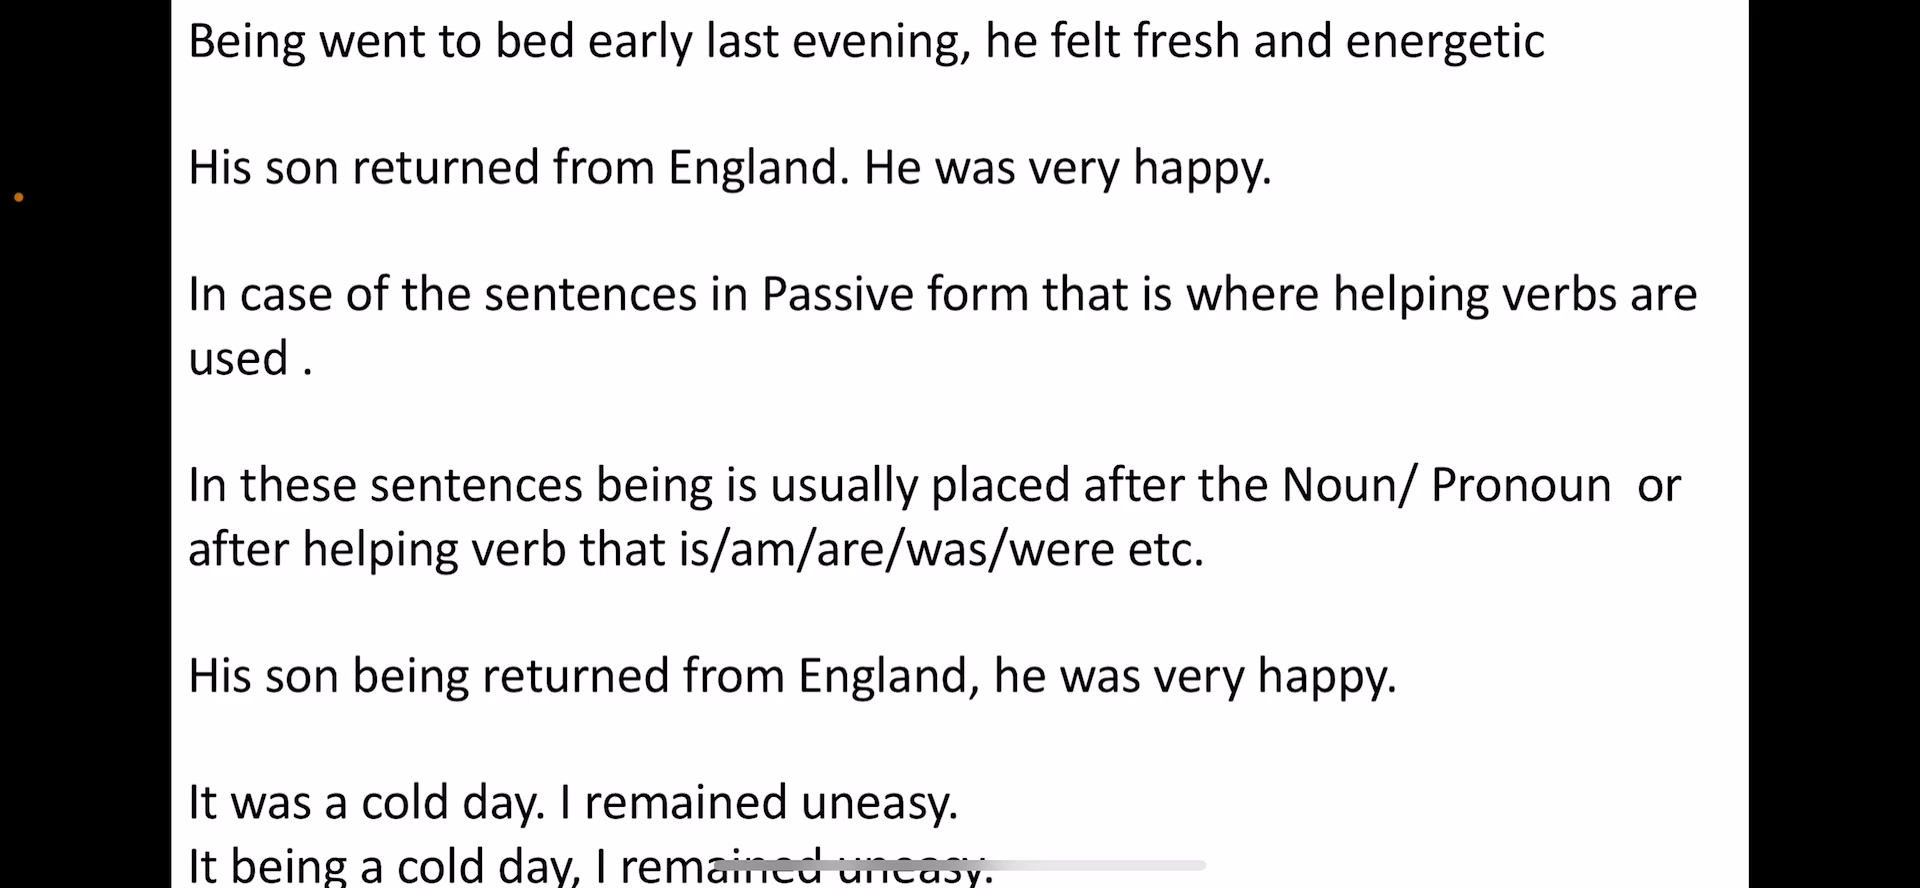 Being went to bed early last evening, he felt fresh and energetic
His son returned from England. He was very happy.
In case of the sentences in Passive form that is where helping verbs are
used .
In these sentences being is usually placed after the Noun/ Pronoun  or
after helping verb that is/am/are/was/were etc.
His son being returned from England, he was very happy.
It was a cold day. I remained uneasy.
It being a cold day, I remained uneasy.